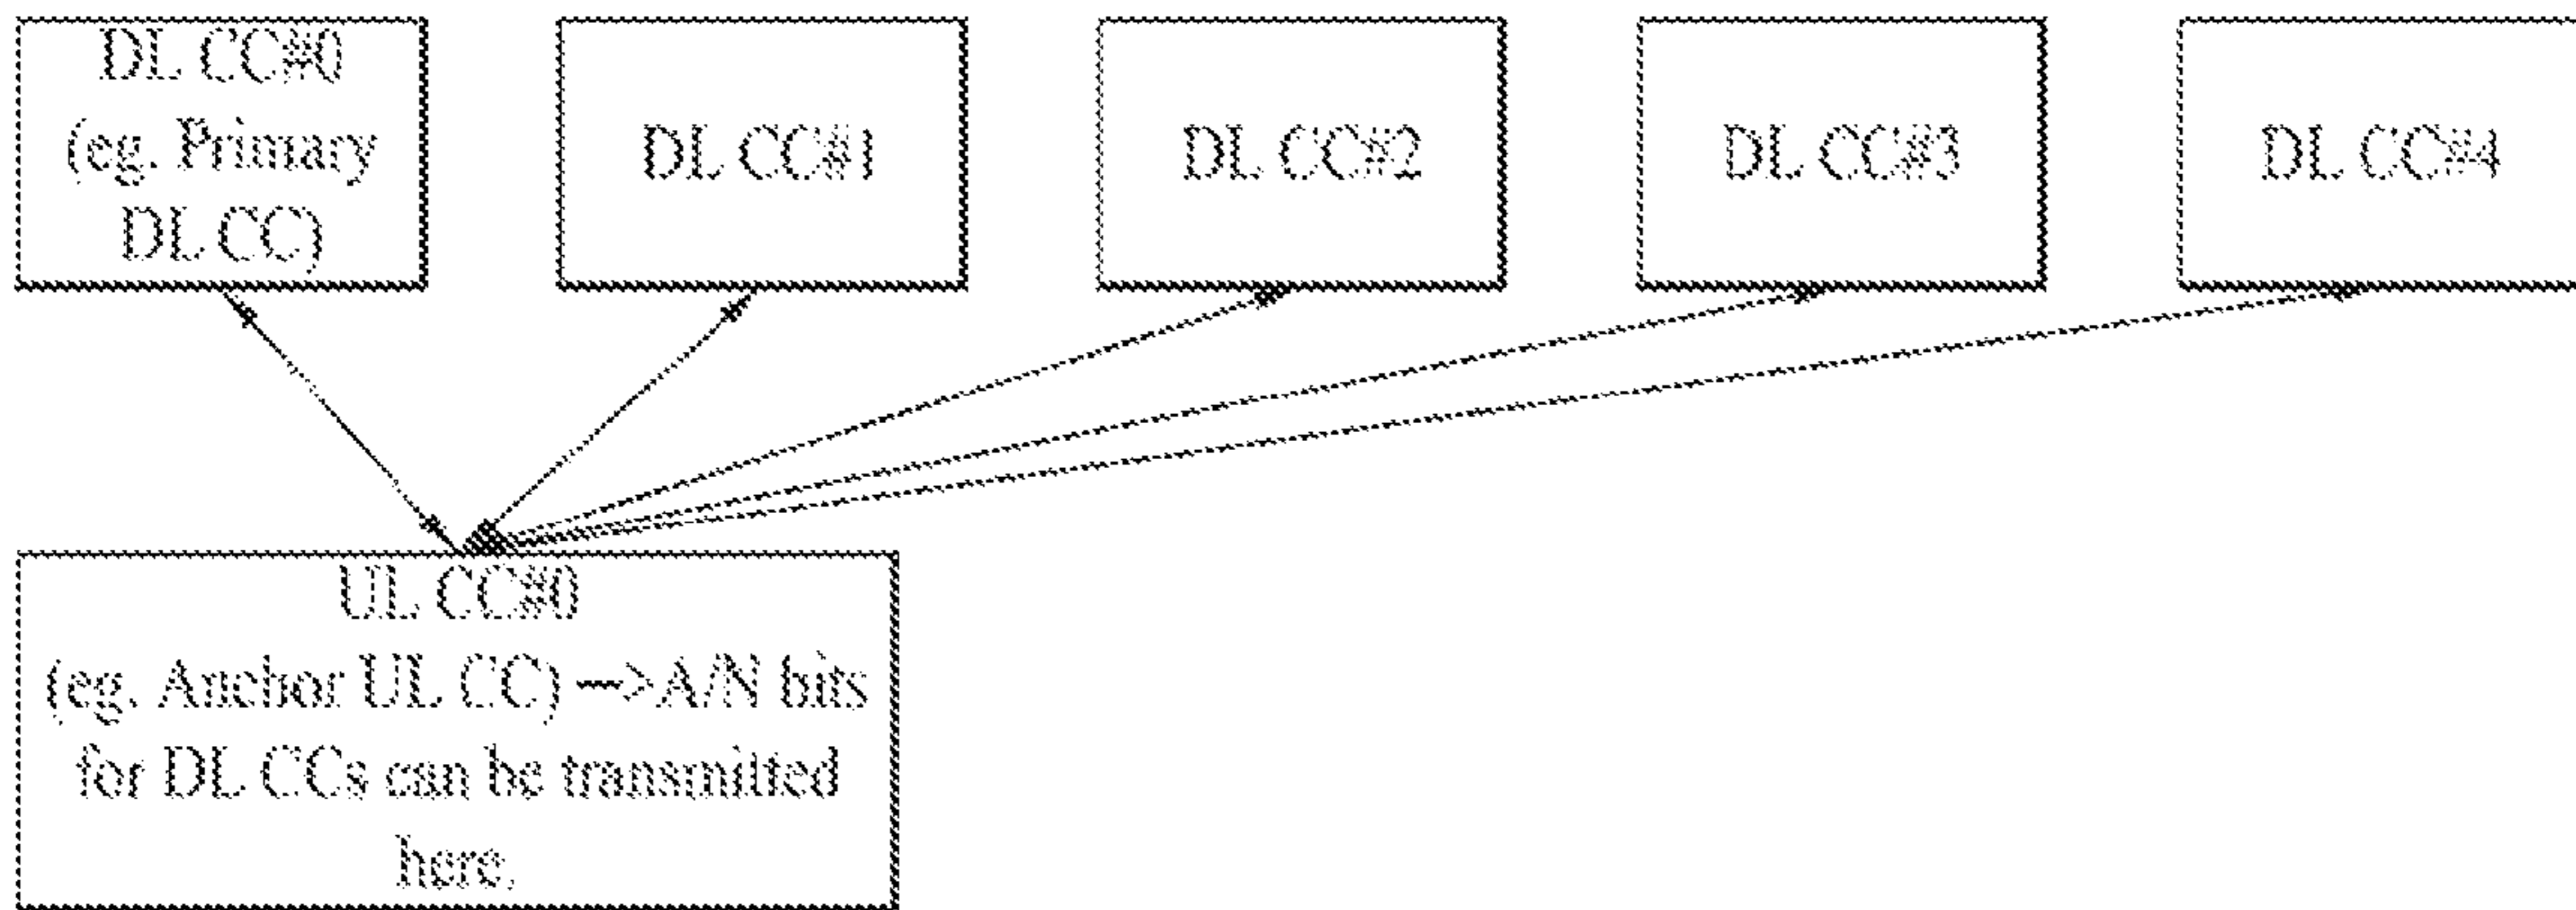 DL CC#0
(eg. Primary
DL CC)
DL CC#1
DL CC#2
DL CC#3
DL CC#4
UL CC#0
(eg. Anchor UL CC) -->A/N bits
for DL CCs can be transmitted
here.